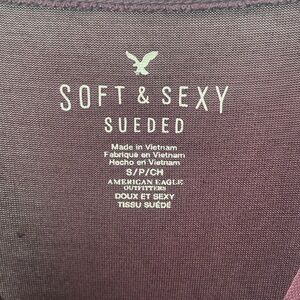 SOFT & SEXY
SUEDED
Made in Vietnam
Fabriqué en Vietnam
Hecho en Vietnam
S/P/CH
AMERICAN EAGLE
OUTFITTERS
DOUX ET SEXY
TISSU SUÉDÉ